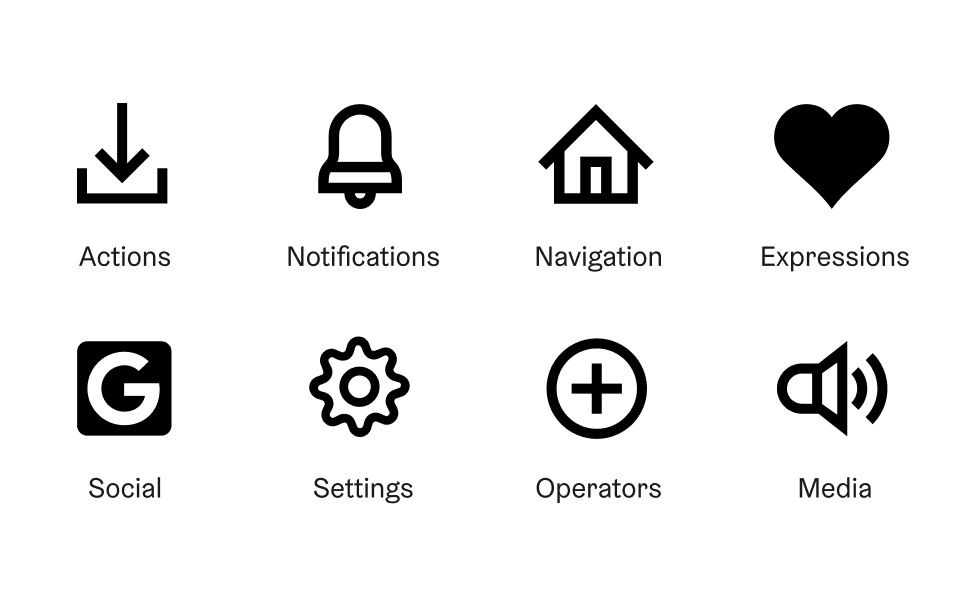 Actions
Notifications
Navigation
Expressions
G
Social
Settings
Operators
Media